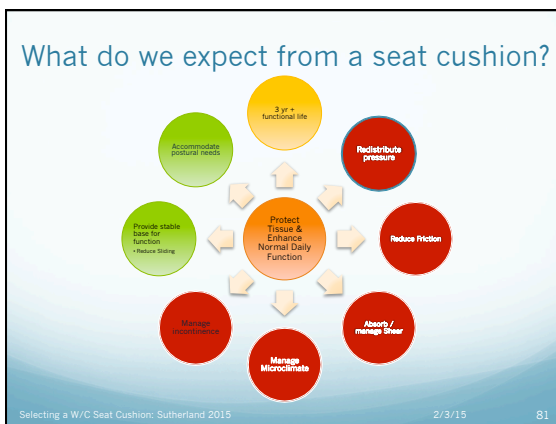 What do we expect from a seat cushion?
3 yr +
functional life
Redistribute
pressure
Reduce Friction
Absorb /
manage Shear
Manage
Microclimate
Manage
incontinence
Provide stable
base for
function
• Reduce Sliding
Accommodate
postural needs
Protect
Tissue &
Enhance
Normal Daily
Function
Selecting a W/C Seat Cushion: Sutherland 2015
2/3/15
81